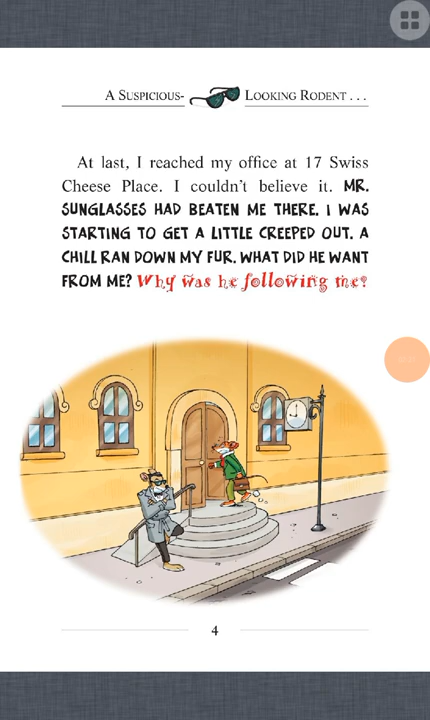 A Suspicious- Looking Rodent . . .
At last, I reached my office at 17 Swiss
Cheese Place. I couldn't believe it. MR.
SUNGLASSES HAD BEATEN ME THERE. I WAS
STARTING TO GET A LITTLE CREEPED OUT. A
CHILL RAN DOWN MY FUR. WHAT DID HE WANT
FROM ME? Why was he following me?
4